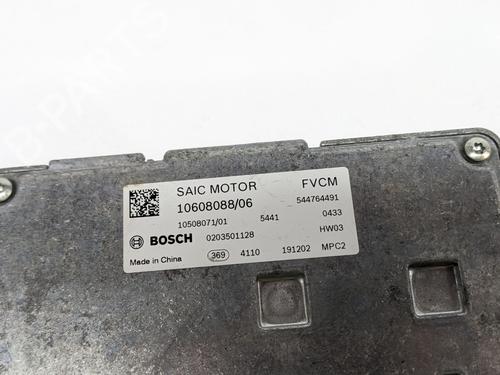 SAIC MOTOR FVCM
10608088/06 544764491
10508071/01 5441 0433
BOSCH 0203501128 HW03
Made in China 369 4110 191202 MPC2
B-PARTS